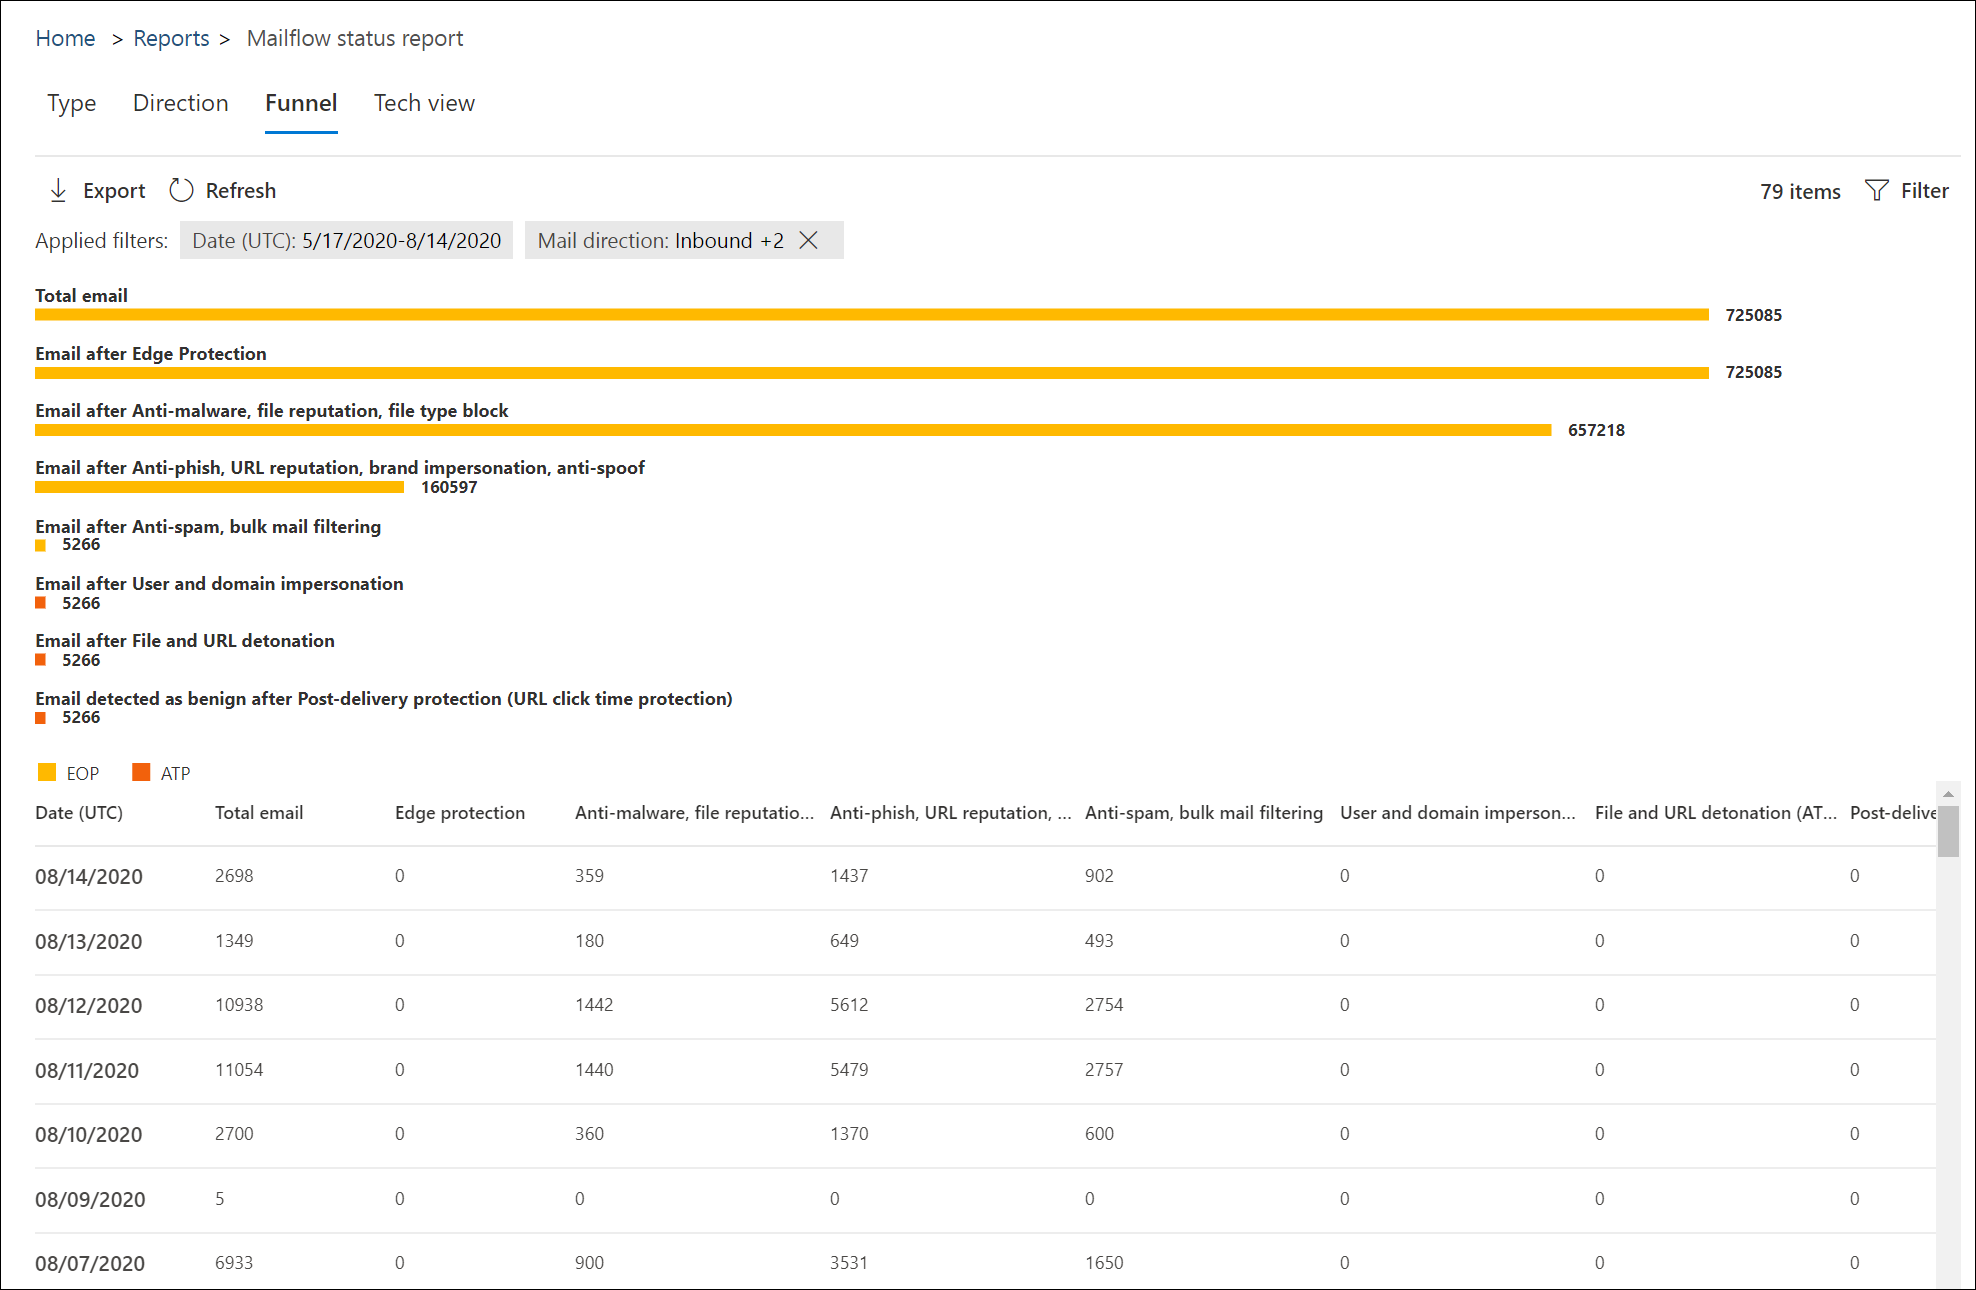 Home > Reports > Mailflow status report
Type Direction Funnel Tech view
Export Refresh 79 items Filter
Applied filters: Date (UTC): 5/17/2020-8/14/2020 Mail direction: Inbound +2
Total email
725085
Email after Edge Protection
725085
Email after Anti-malware, file reputation, file type block
657218
Email after Anti-phish, URL reputation, brand impersonation, anti-spoof
160597
Email after Anti-spam, bulk mail filtering
5266
Email after User and domain impersonation
5266
Email after File and URL detonation
5266
Email detected as benign after Post-delivery protection (URL click time protection)
5266
EOP ATP
Date (UTC) Total email Edge protection Anti-malware, file reputatio... Anti-phish, URL reputation, ... Anti-spam, bulk mail filtering User and domain imperson... File and URL detonation (AT... Post-delive
08/14/2020 2698 0 359 1437 902 0 0 0
08/13/2020 1349 0 180 649 493 0 0 0
08/12/2020 10938 0 1442 5612 2754 0 0 0
08/11/2020 11054 0 1440 5479 2757 0 0 0
08/10/2020 2700 0 360 1370 600 0 0 0
08/09/2020 5 0 0 0 0 0 0 0
08/07/2020 6933 0 900 3531 1650 0 0 0